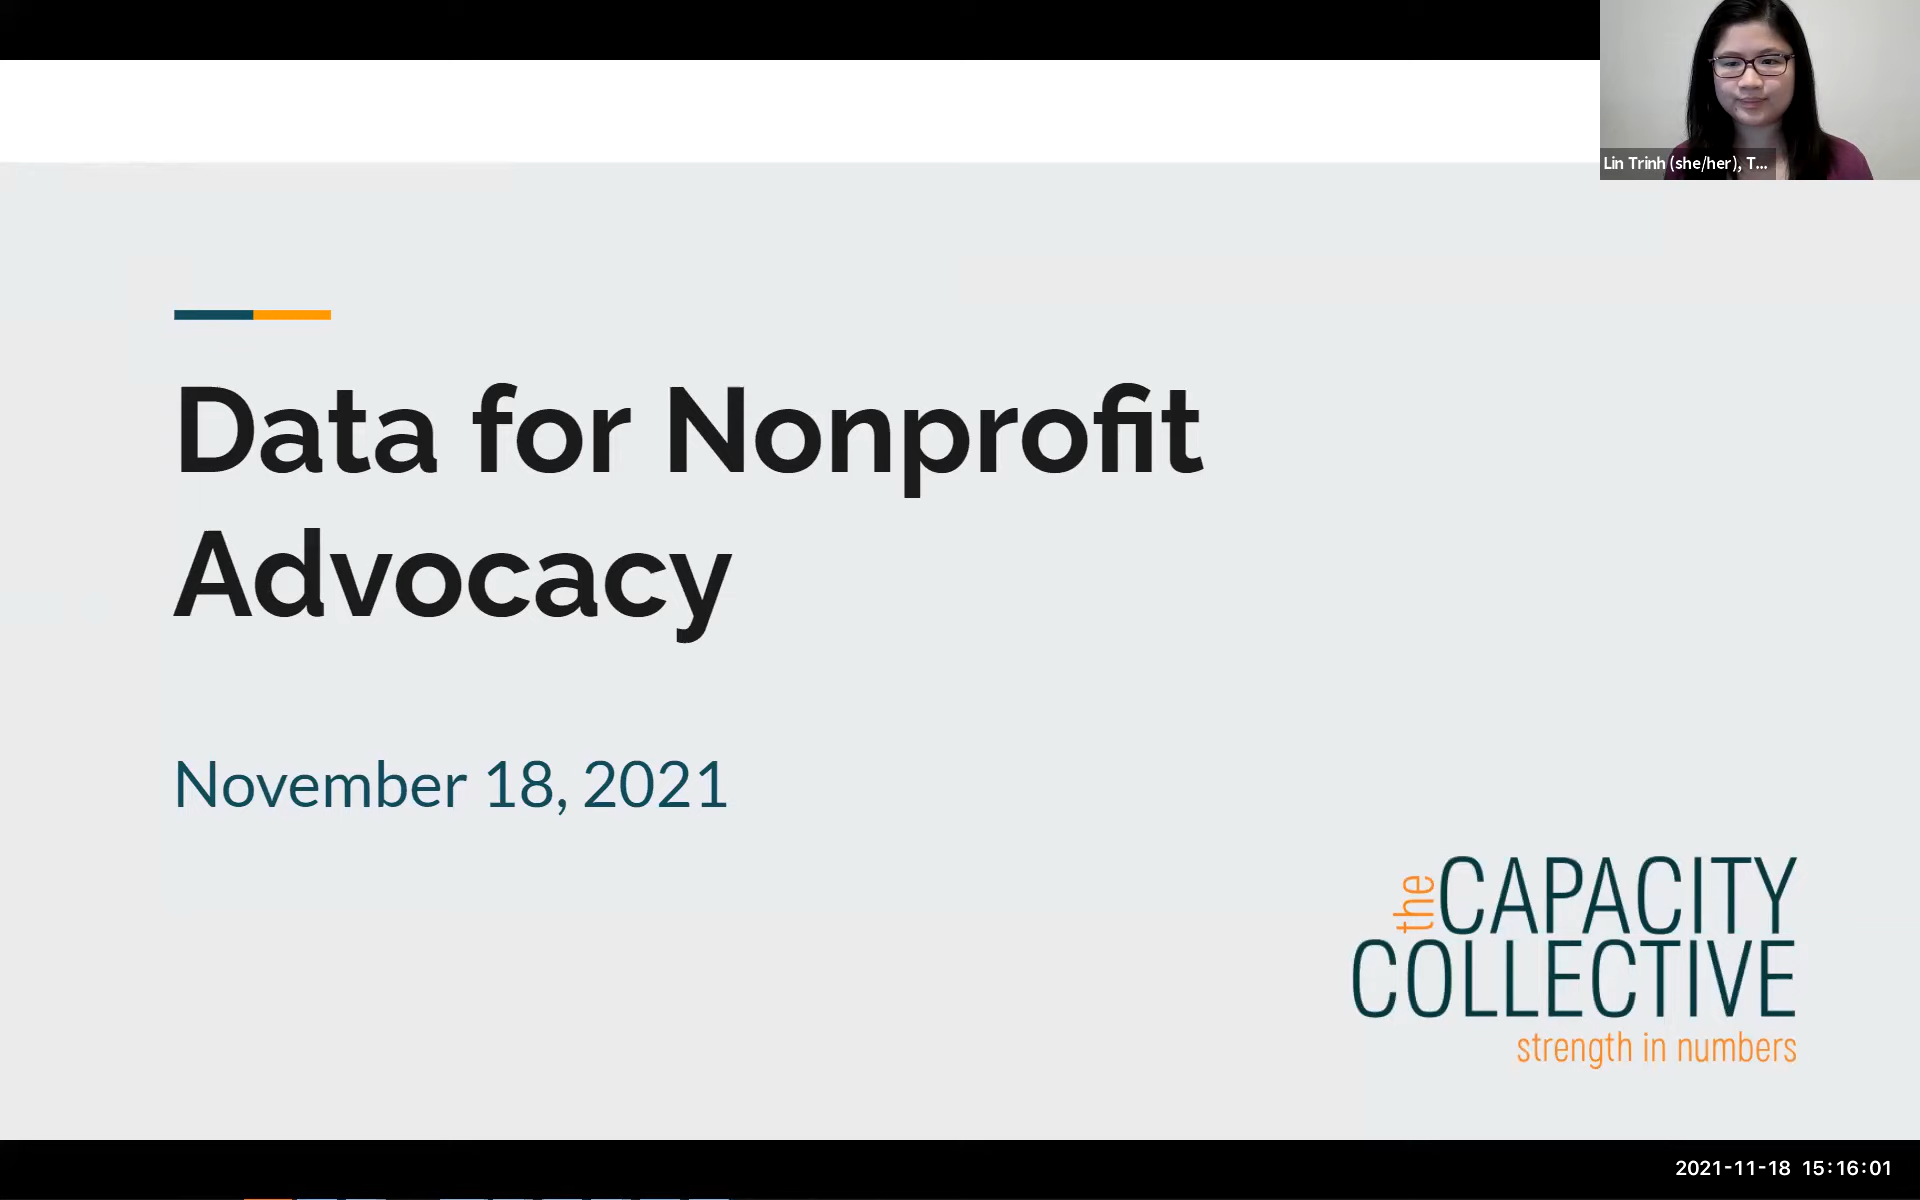 Lin Trinh (she/her), T...
Data for Nonprofit
Advocacy
November 18, 2021
the CAPACITY
COLLECTIVE
strength in numbers
2021-11-18 15:16:01